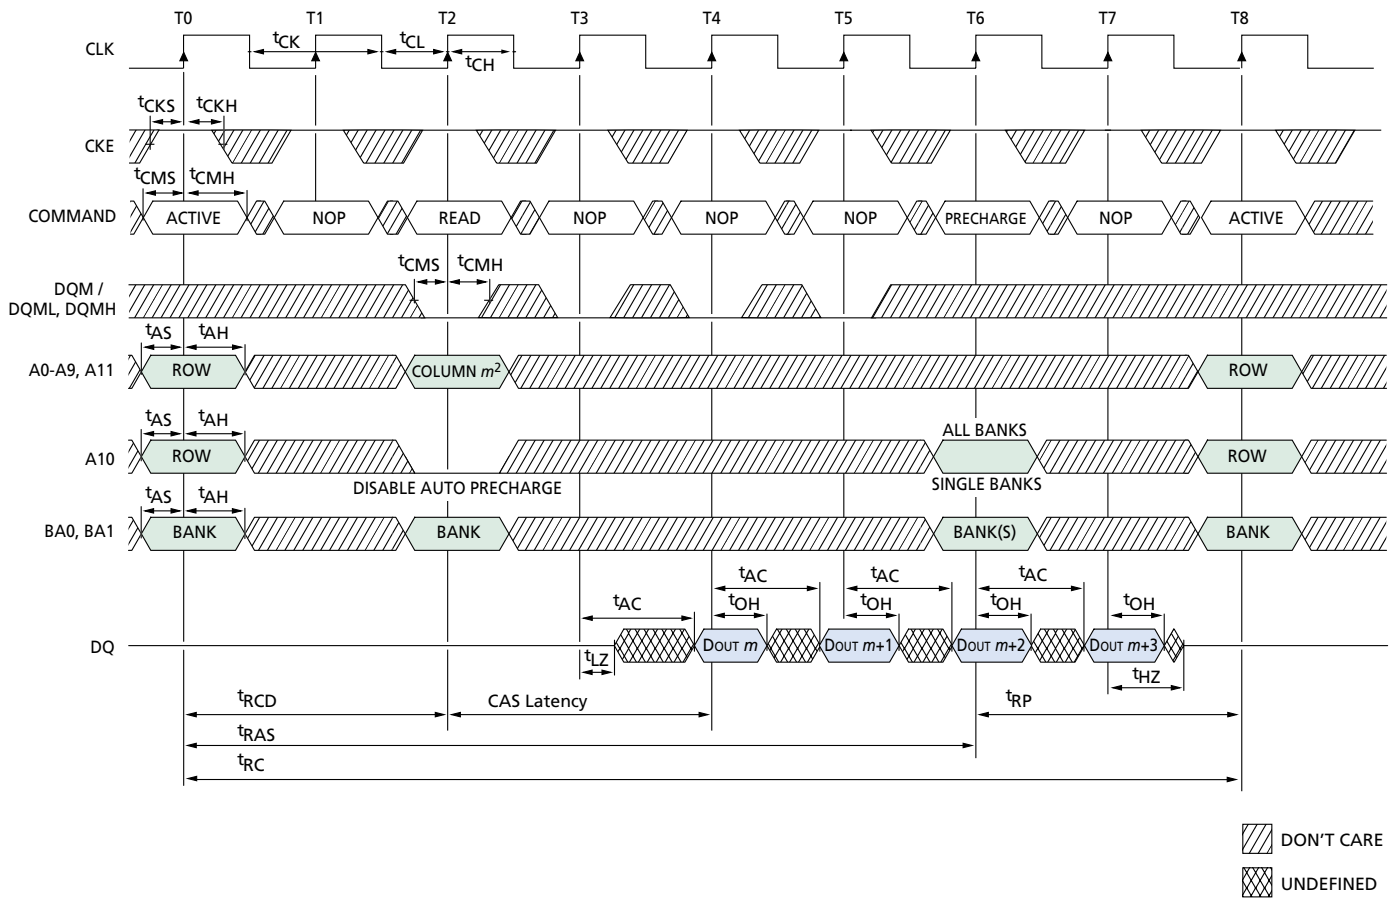 T0 T1 T2 T3 T4 T5 T6 T7 T8
CLK
tCK tCL
tCH
tCKS tCKH
CKE
tCMS tCMH
COMMAND ACTIVE NOP READ NOP NOP NOP PRECHARGE NOP ACTIVE
tCMS tCMH
DQM /
DQML, DQMH
tAS tAH
A0-A9, A11 ROW COLUMN m2 ROW
tAS tAH ALL BANKS
A10 ROW ROW
DISABLE AUTO PRECHARGE SINGLE BANKS
tAS tAH
BA0, BA1 BANK BANK BANK(S) BANK
tAC tAC tAC
tAC tOH tOH tOH tOH
DQ DOUT m DOUT m+1 DOUT m+2 DOUT m+3
tLZ tHZ
tRCD CAS Latency tRP
tRAS
tRC
DON'T CARE
UNDEFINED